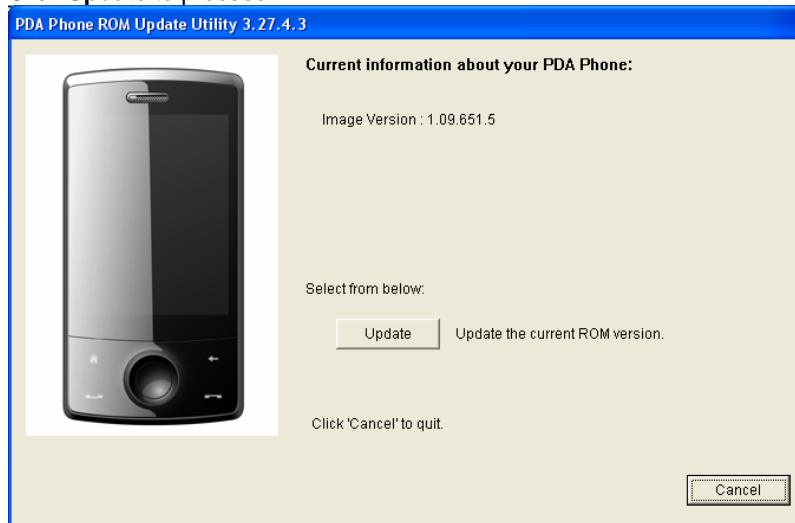 PDA Phone ROM Update Utility 3.27.4.3
Current information about your PDA Phone:
Image Version : 1.09.651.5
Select from below:
Update Update the current ROM version.
Click 'Cancel' to quit.
Cancel